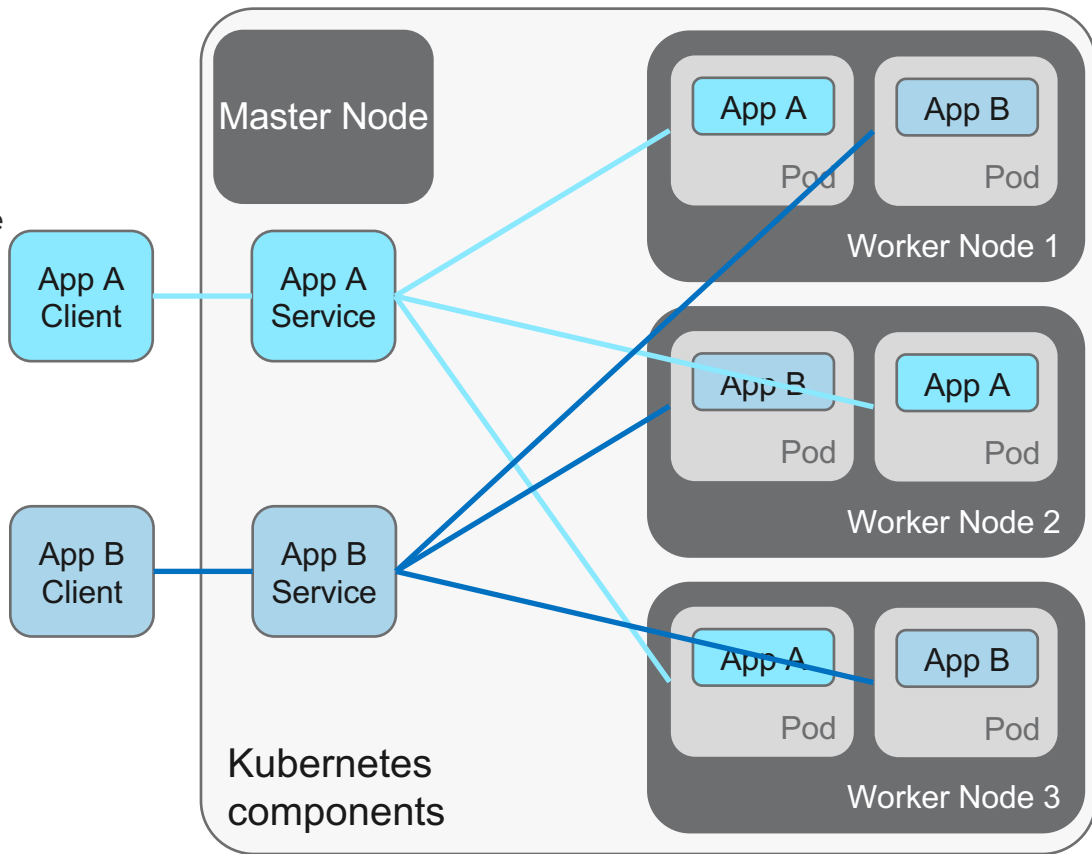 Master Node
App A
Pod
App B
Pod
Worker Node 1
e
App A
Client
App A
Service
App B
Pod
App A
Pod
Worker Node 2
App B
Client
App B
Service
App A
Pod
App B
Pod
Worker Node 3
Kubernetes
components